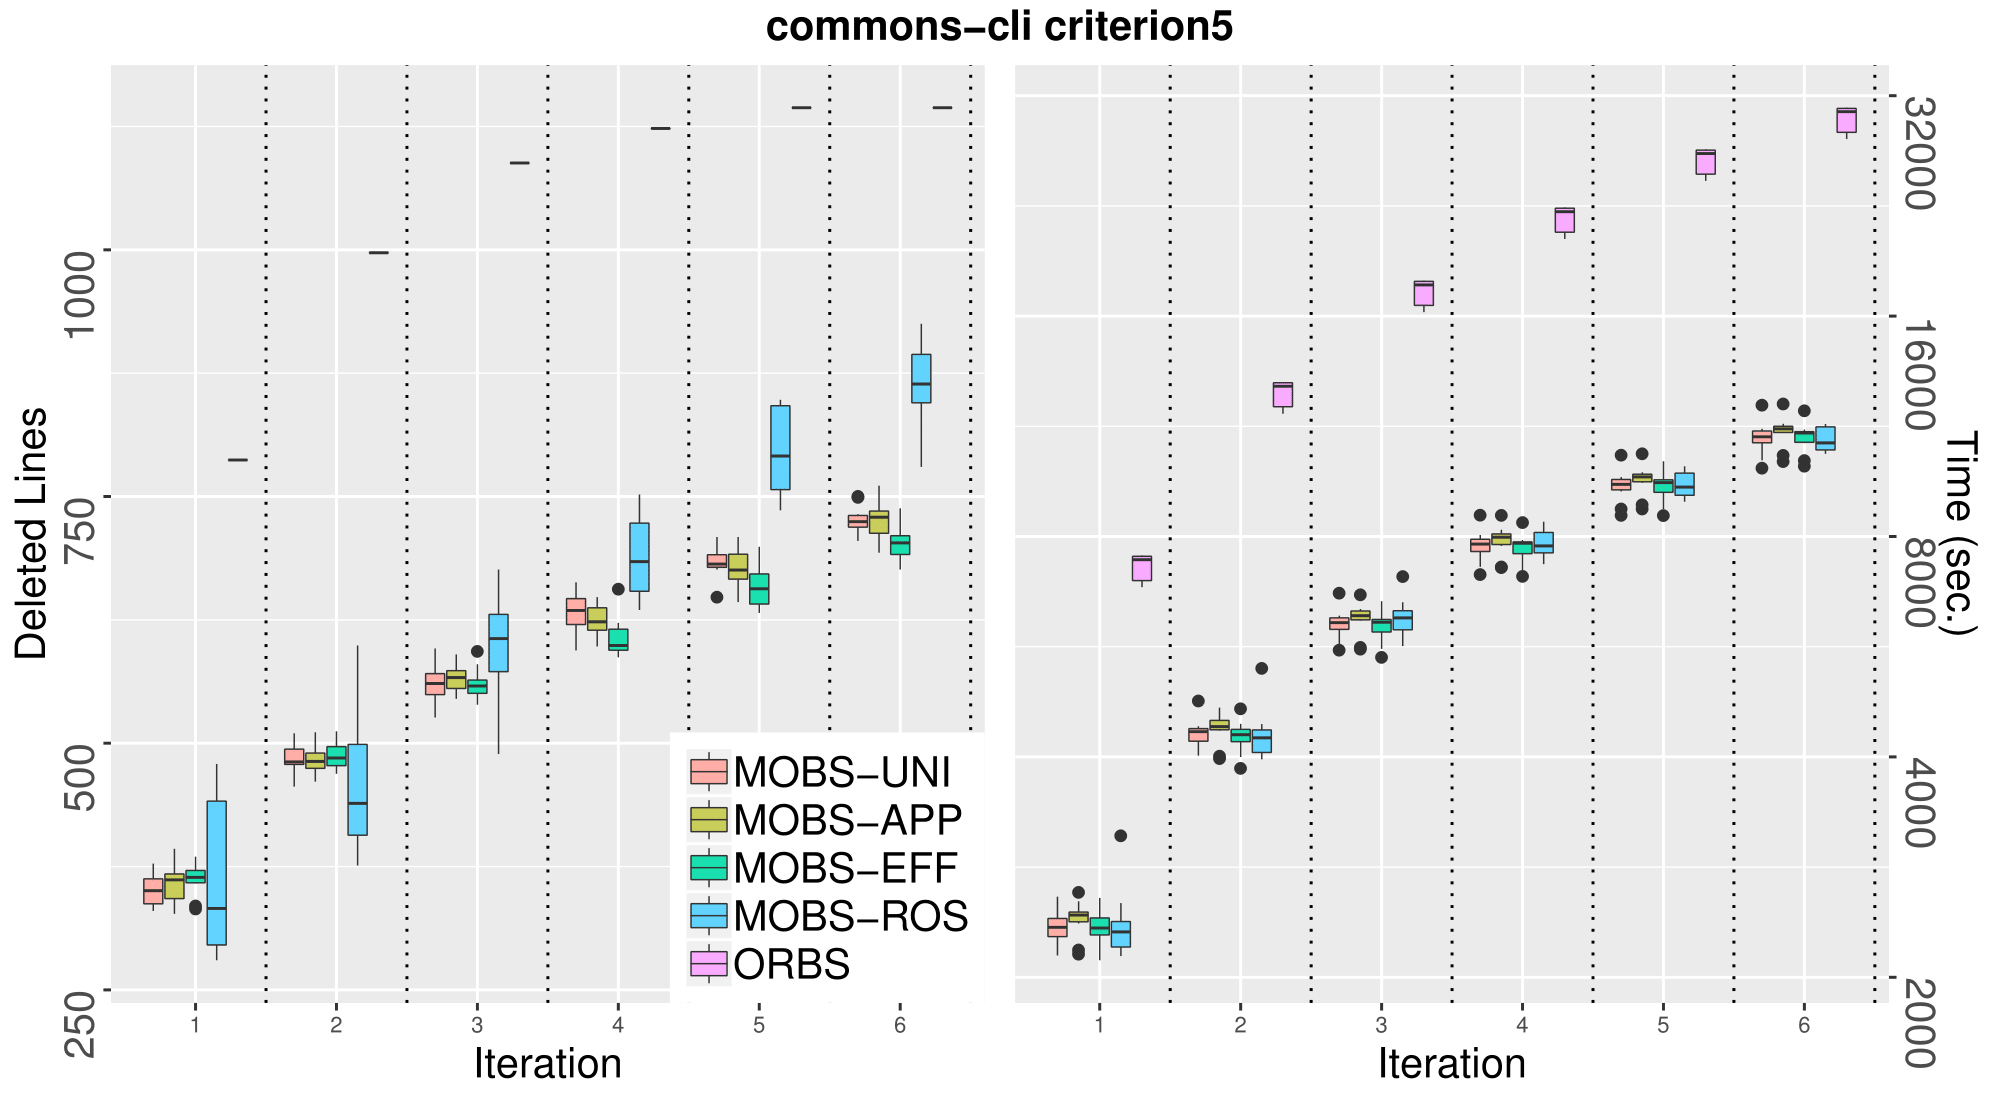 commons−cli criterion5
Deleted Lines
1000
750
500
250
MOBS−UNI
MOBS−APP
MOBS−EFF
MOBS−ROS
ORBS
1 2 3 4 5 6
Iteration
32000
16000
8000
4000
2000
Time (sec.)
1 2 3 4 5 6
Iteration